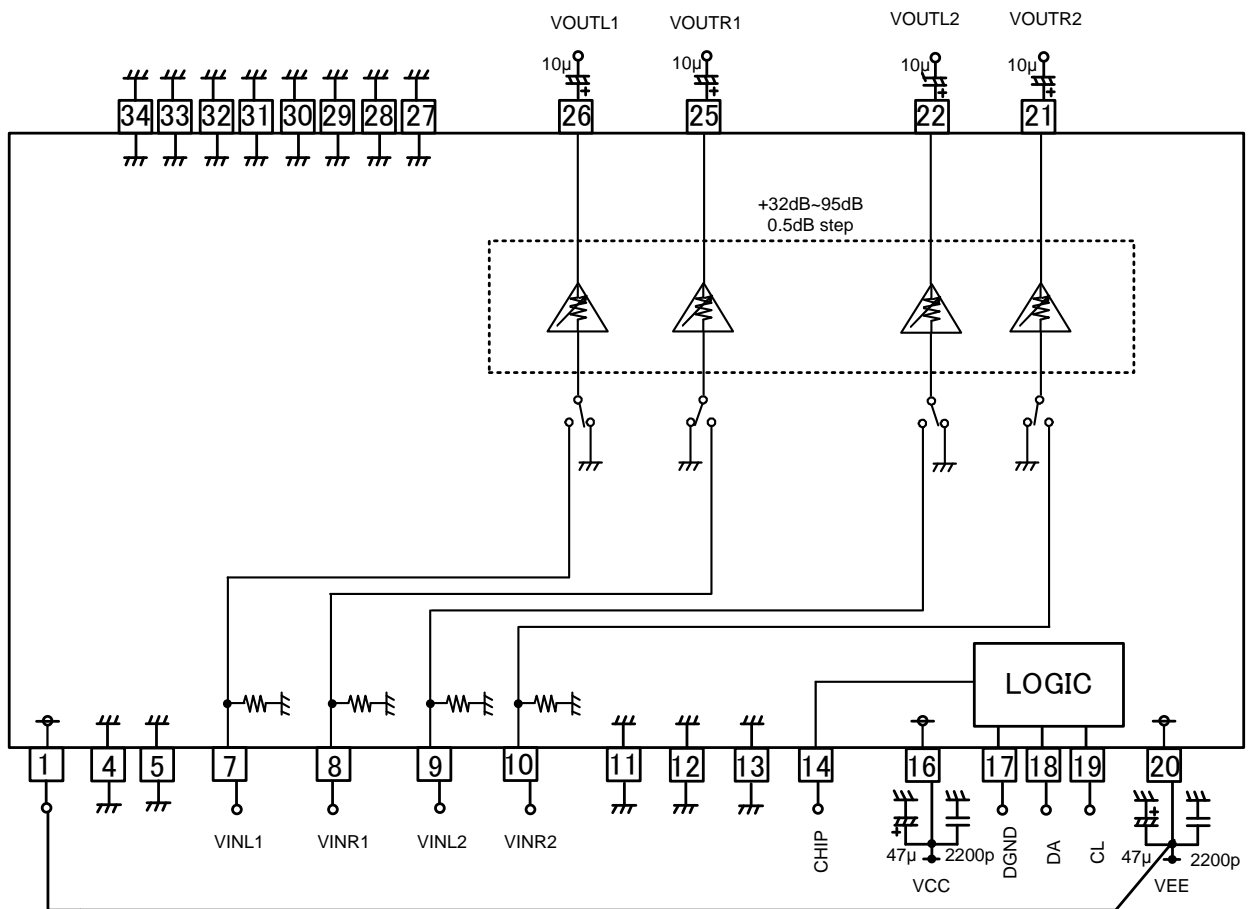 VOUTL1 VOUTR1 VOUTL2 VOUTR2
10μ 10μ 10μ 10μ
+ + + +
34 33 32 31 30 29 28 27 26 25 22 21
+32dB~95dB
0.5dB step
LOGIC
1 4 5 7 8 9 10 11 12 13 14 16 17 18 19 20
VINL1 VINR1 VINL2 VINR2
CHIP
+
47μ 2200p
VCC
DGND
DA
CL
+
47μ 2200p
VEE